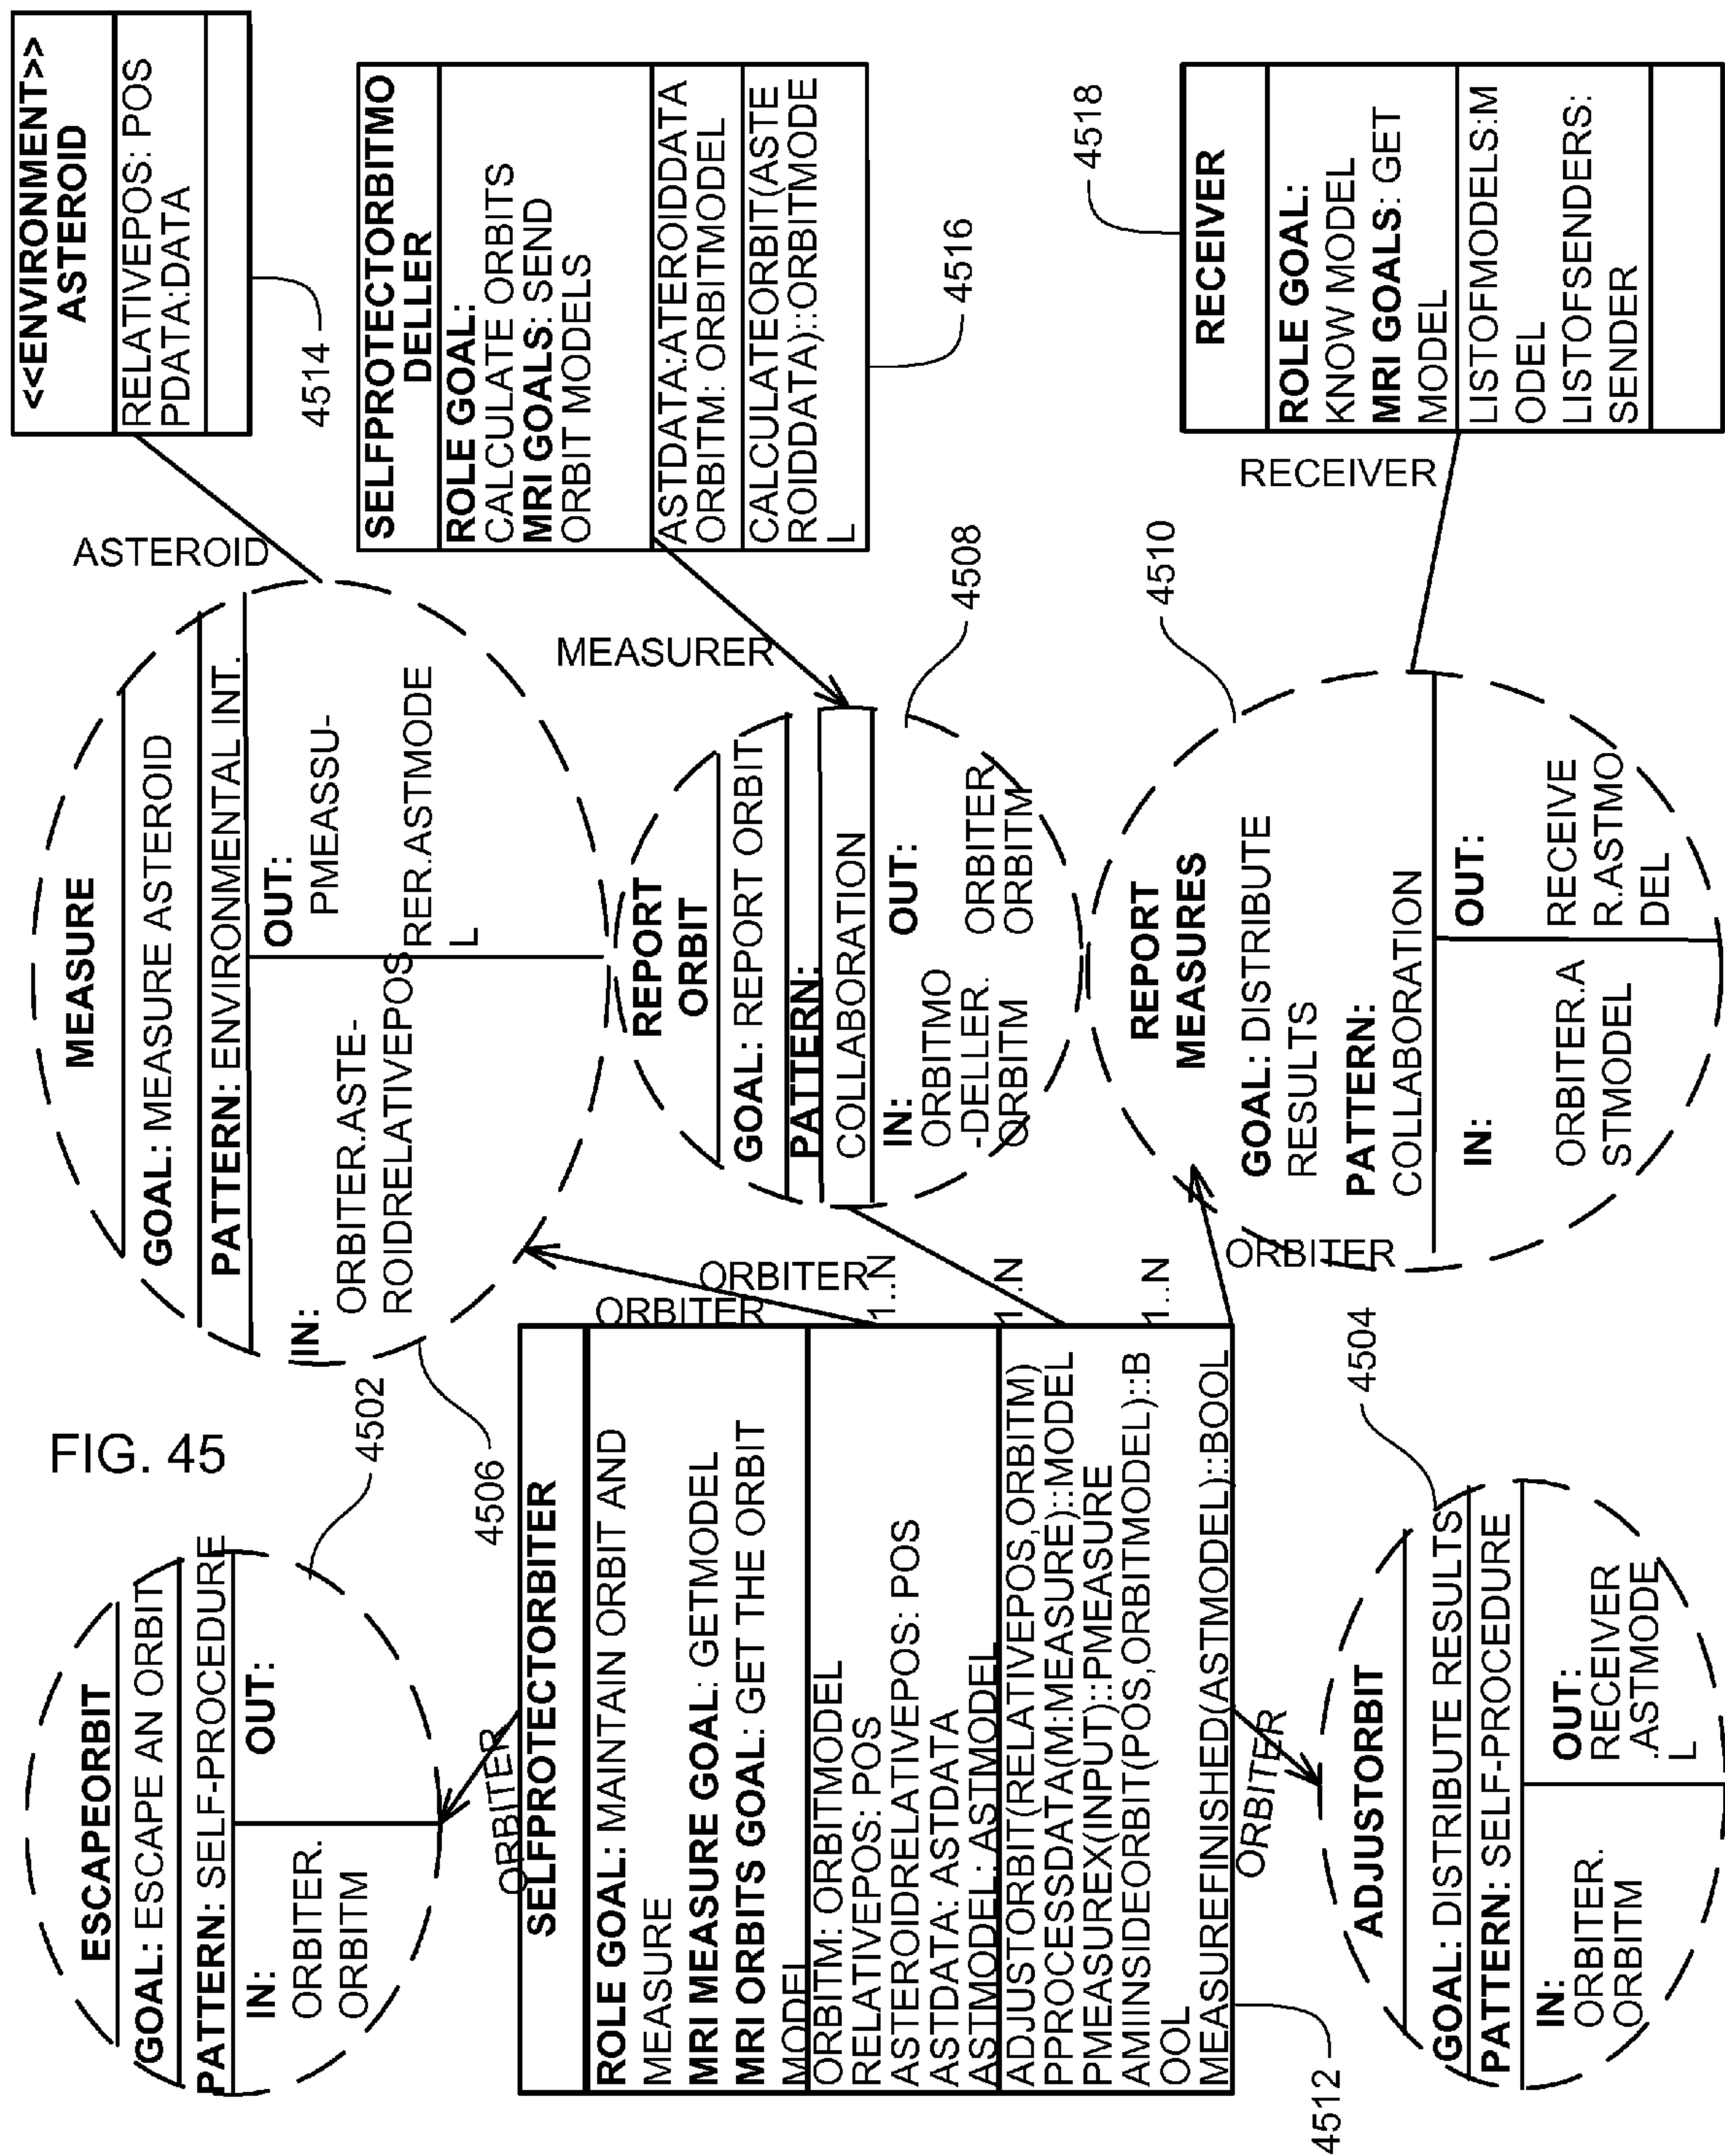 FIG. 45
ESCAPEORBIT
GOAL: ESCAPE AN ORBIT
PATTERN: SELF-PROCEDURE
IN:
ORBITER.
ORBITM
OUT:
4502
MEASURE
GOAL: MEASURE ASTEROID
PATTERN: ENVIRONMENTAL INT.
IN:
ORBITER.ASTE-
ROIDRELATIVEPOS
OUT:
PMEASSU-
RER.ASTMODE
L
4506
ASTEROID
<<ENVIRONMENT>>
ASTEROID
RELATIVEPOS: POS
PDATA:DATA
4514
ORBITER
ORBITER
ORBITER
1..N
1..N
1..N
SELFPROTECTORBITER
ROLE GOAL: MAINTAIN ORBIT AND
MEASURE
MRI MEASURE GOAL: GETMODEL
MRI ORBITS GOAL: GET THE ORBIT
MODEL
ORBITM: ORBITMODEL
RELATIVEPOS: POS
ASTEROIDRELATIVEPOS: POS
ASTDATA: ASTDATA
ASTMODEL: ASTMODEL
ADJUSTORBIT(RELATIVEPOS,ORBITM)
PPROCESSDATA(M:MEASURE)::MODEL
PMEASUREX(INPUT)::PMEASURE
AMIINSIDEORBIT(POS,ORBITMODEL)::B
OOL
MEASUREFINISHED(ASTMODEL)::BOOL
4512
REPORT
ORBIT
GOAL: REPORT ORBIT
PATTERN:
COLLABORATION
IN:
ORBITMO
-DELLER.
ORBITM
OUT:
ORBITER.
ORBITM
4508
MEASURER
SELFPROTECTORBITMO
DELLER
ROLE GOAL:
CALCULATE ORBITS
MRI GOALS: SEND
ORBIT MODELS
ASTDATA:ATEROIDDATA
ORBITM: ORBITMODEL
CALCULATEORBIT(ASTE
ROIDDATA)::ORBITMODE
L
4516
ORBITER
ORBITER
ADJUSTORBIT
GOAL: DISTRIBUTE RESULTS
PATTERN: SELF-PROCEDURE
IN:
ORBITER.
ORBITM
OUT:
RECEIVER
.ASTMODE
L
4504
REPORT
MEASURES
GOAL: DISTRIBUTE
RESULTS
PATTERN:
COLLABORATION
IN:
ORBITER.A
STMODEL
OUT:
RECEIVE
R.ASTMO
DEL
4510
RECEIVER
RECEIVER
ROLE GOAL:
KNOW MODEL
MRI GOALS: GET
MODEL
LISTOFMODELS:M
ODEL
LISTOFSENDERS:
SENDER
4518